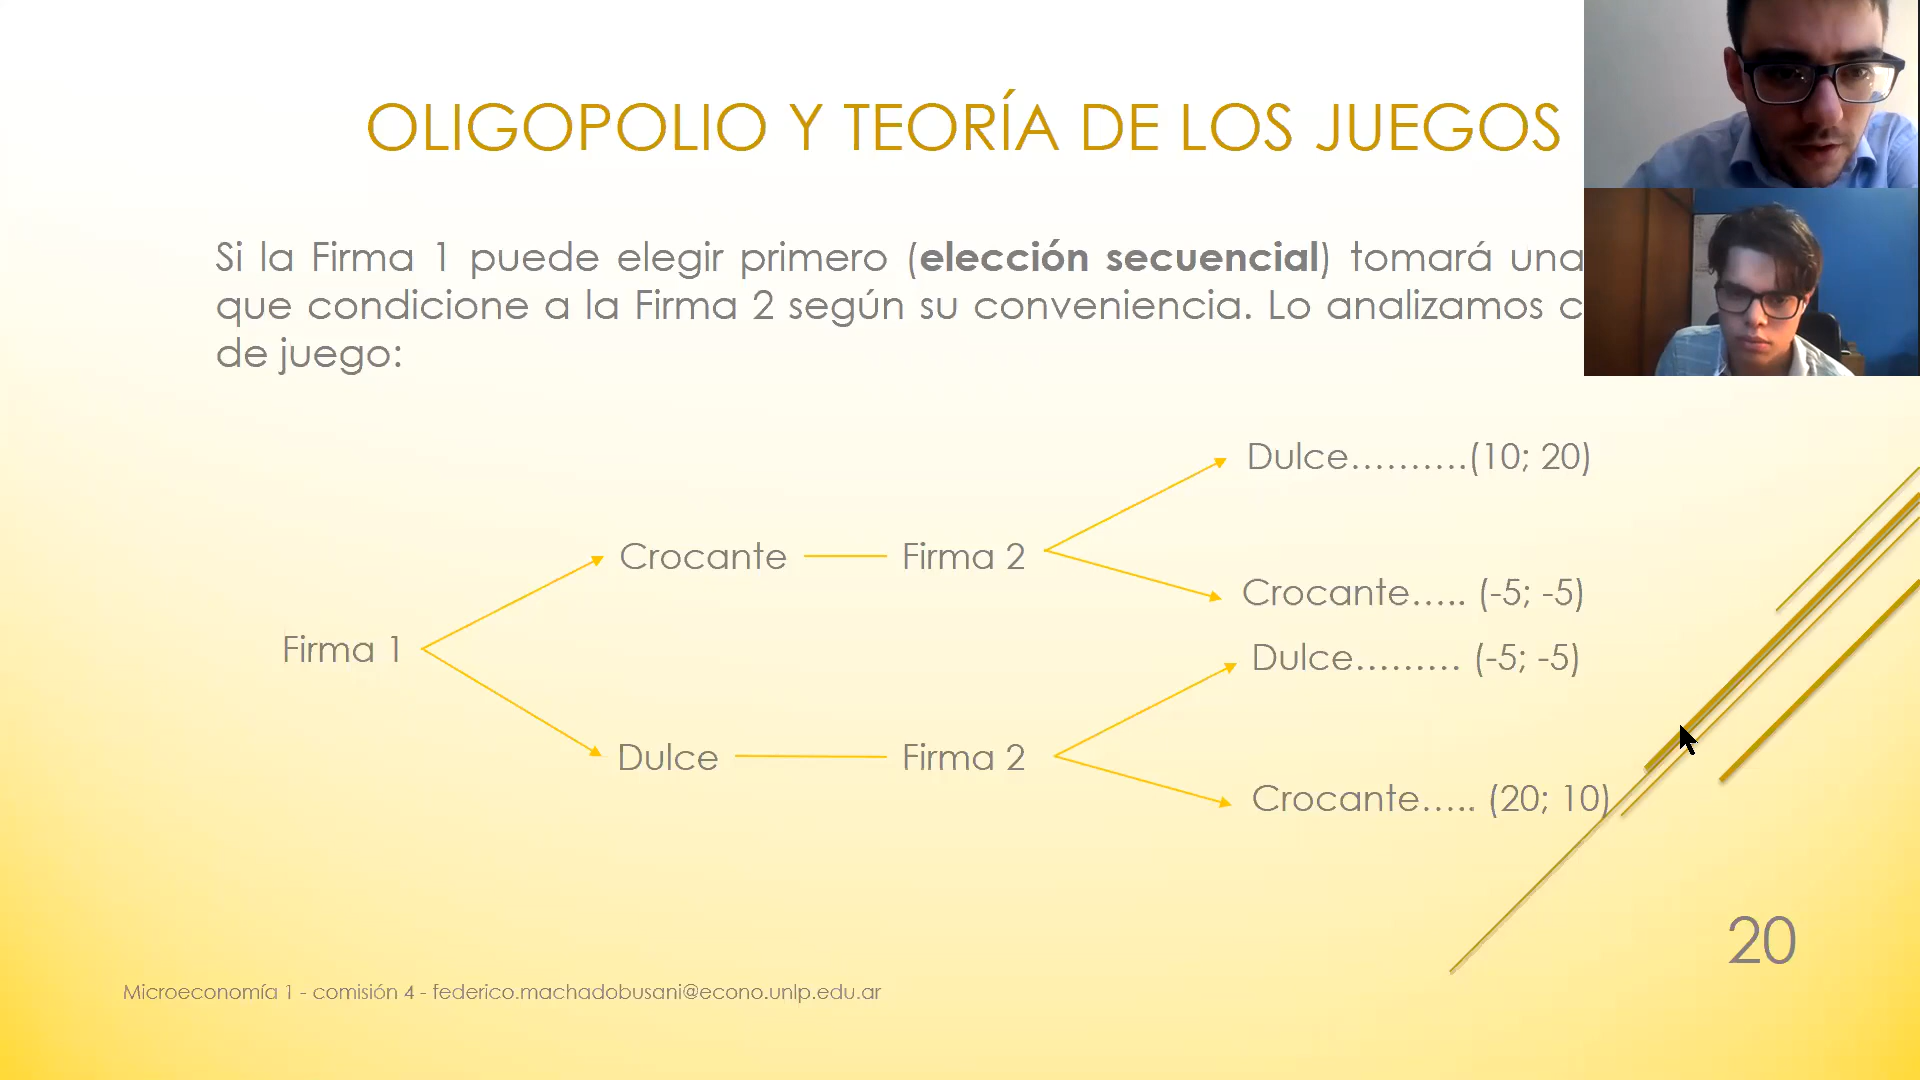 OLIGOPOLIO Y TEORÍA DE LOS JUEGOS
Si la Firma 1 puede elegir primero (elección secuencial) tomará una
que condicione a la Firma 2 según su conveniencia. Lo analizamos c
de juego:
Dulce……….(10; 20)
Crocante
Firma 2
Crocante….. (-5; -5)
Firma 1
Dulce……… (-5; -5)
Dulce
Firma 2
Crocante….. (20; 10)
20
Microeconomía 1 - comisión 4 - federico.machadobusani@econo.unlp.edu.ar